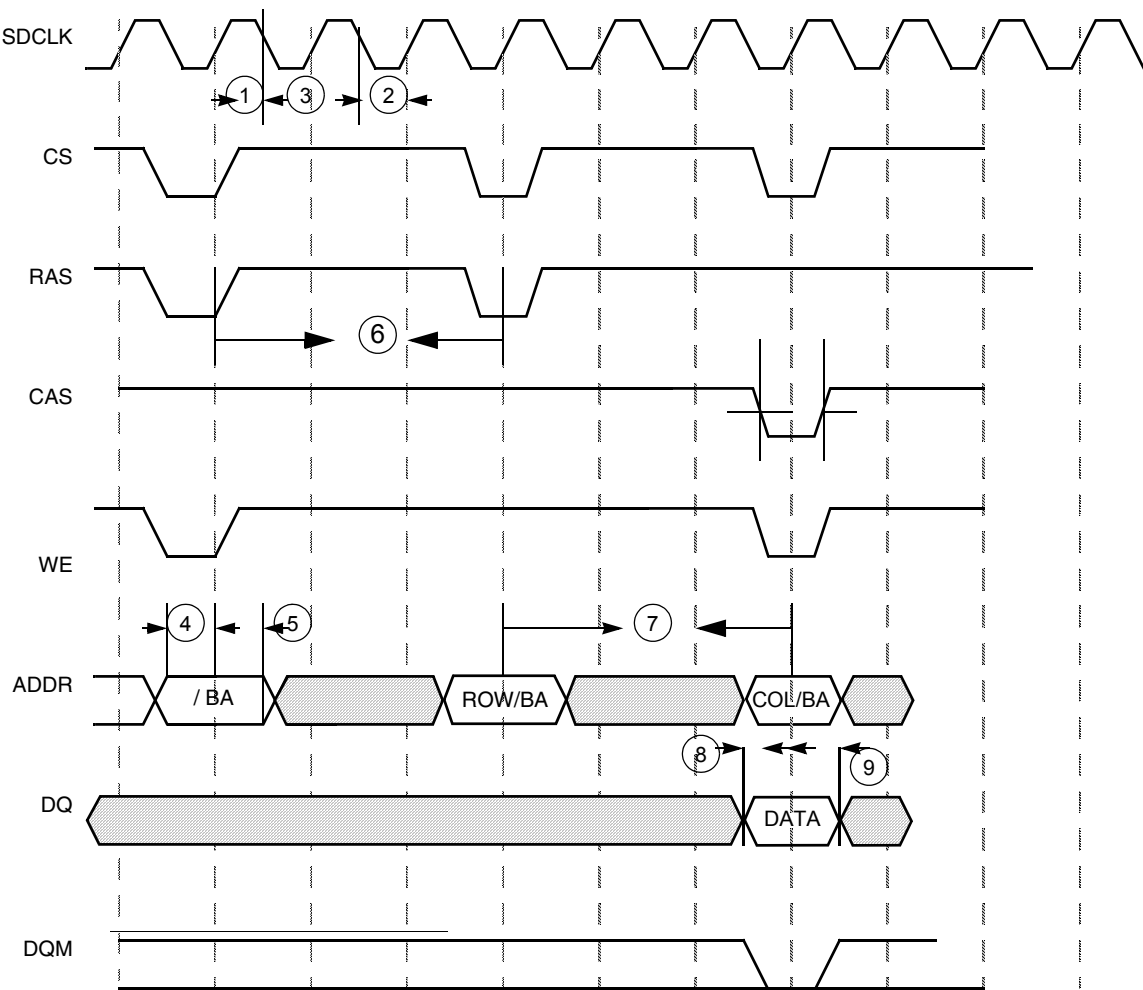 SDCLK
1 3 2
CS
RAS
6
CAS
WE
4 5 7
ADDR / BA ROW/BA COL/BA
8 9
DQ DATA
DQM